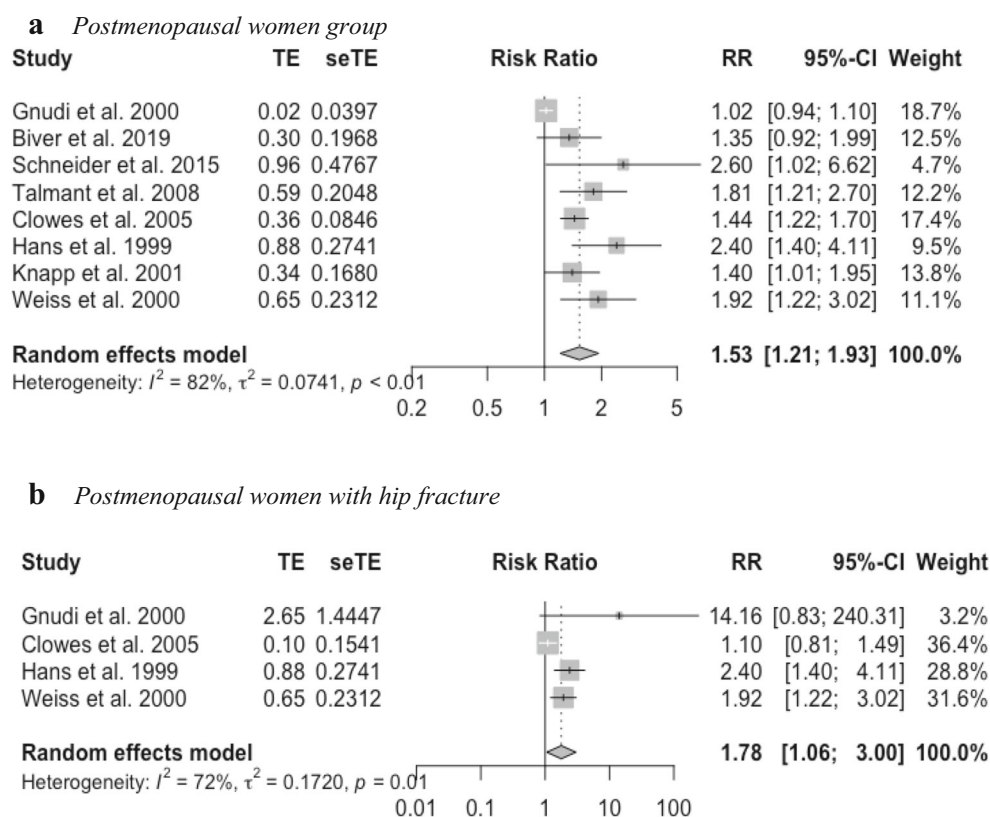 a Postmenopausal women group
Study TE seTE Risk Ratio RR 95%-CI Weight
Gnudi et al. 2000 0.02 0.0397 1.02 [0.94; 1.10] 18.7%
Biver et al. 2019 0.30 0.1968 1.35 [0.92; 1.99] 12.5%
Schneider et al. 2015 0.96 0.4767 2.60 [1.02; 6.62] 4.7%
Talmant et al. 2008 0.59 0.2048 1.81 [1.21; 2.70] 12.2%
Clowes et al. 2005 0.36 0.0846 1.44 [1.22; 1.70] 17.4%
Hans et al. 1999 0.88 0.2741 2.40 [1.40; 4.11] 9.5%
Knapp et al. 2001 0.34 0.1680 1.40 [1.01; 1.95] 13.8%
Weiss et al. 2000 0.65 0.2312 1.92 [1.22; 3.02] 11.1%
Random effects model 1.53 [1.21; 1.93] 100.0%
Heterogeneity: I² = 82%, τ² = 0.0741, p < 0.01
0.2 0.5 1 2 5
b Postmenopausal women with hip fracture
Study TE seTE Risk Ratio RR 95%-CI Weight
Gnudi et al. 2000 2.65 1.4447 14.16 [0.83; 240.31] 3.2%
Clowes et al. 2005 0.10 0.1541 1.10 [0.81; 1.49] 36.4%
Hans et al. 1999 0.88 0.2741 2.40 [1.40; 4.11] 28.8%
Weiss et al. 2000 0.65 0.2312 1.92 [1.22; 3.02] 31.6%
Random effects model 1.78 [1.06; 3.00] 100.0%
Heterogeneity: I² = 72%, τ² = 0.1720, p = 0.01
0.01 0.1 1 10 100